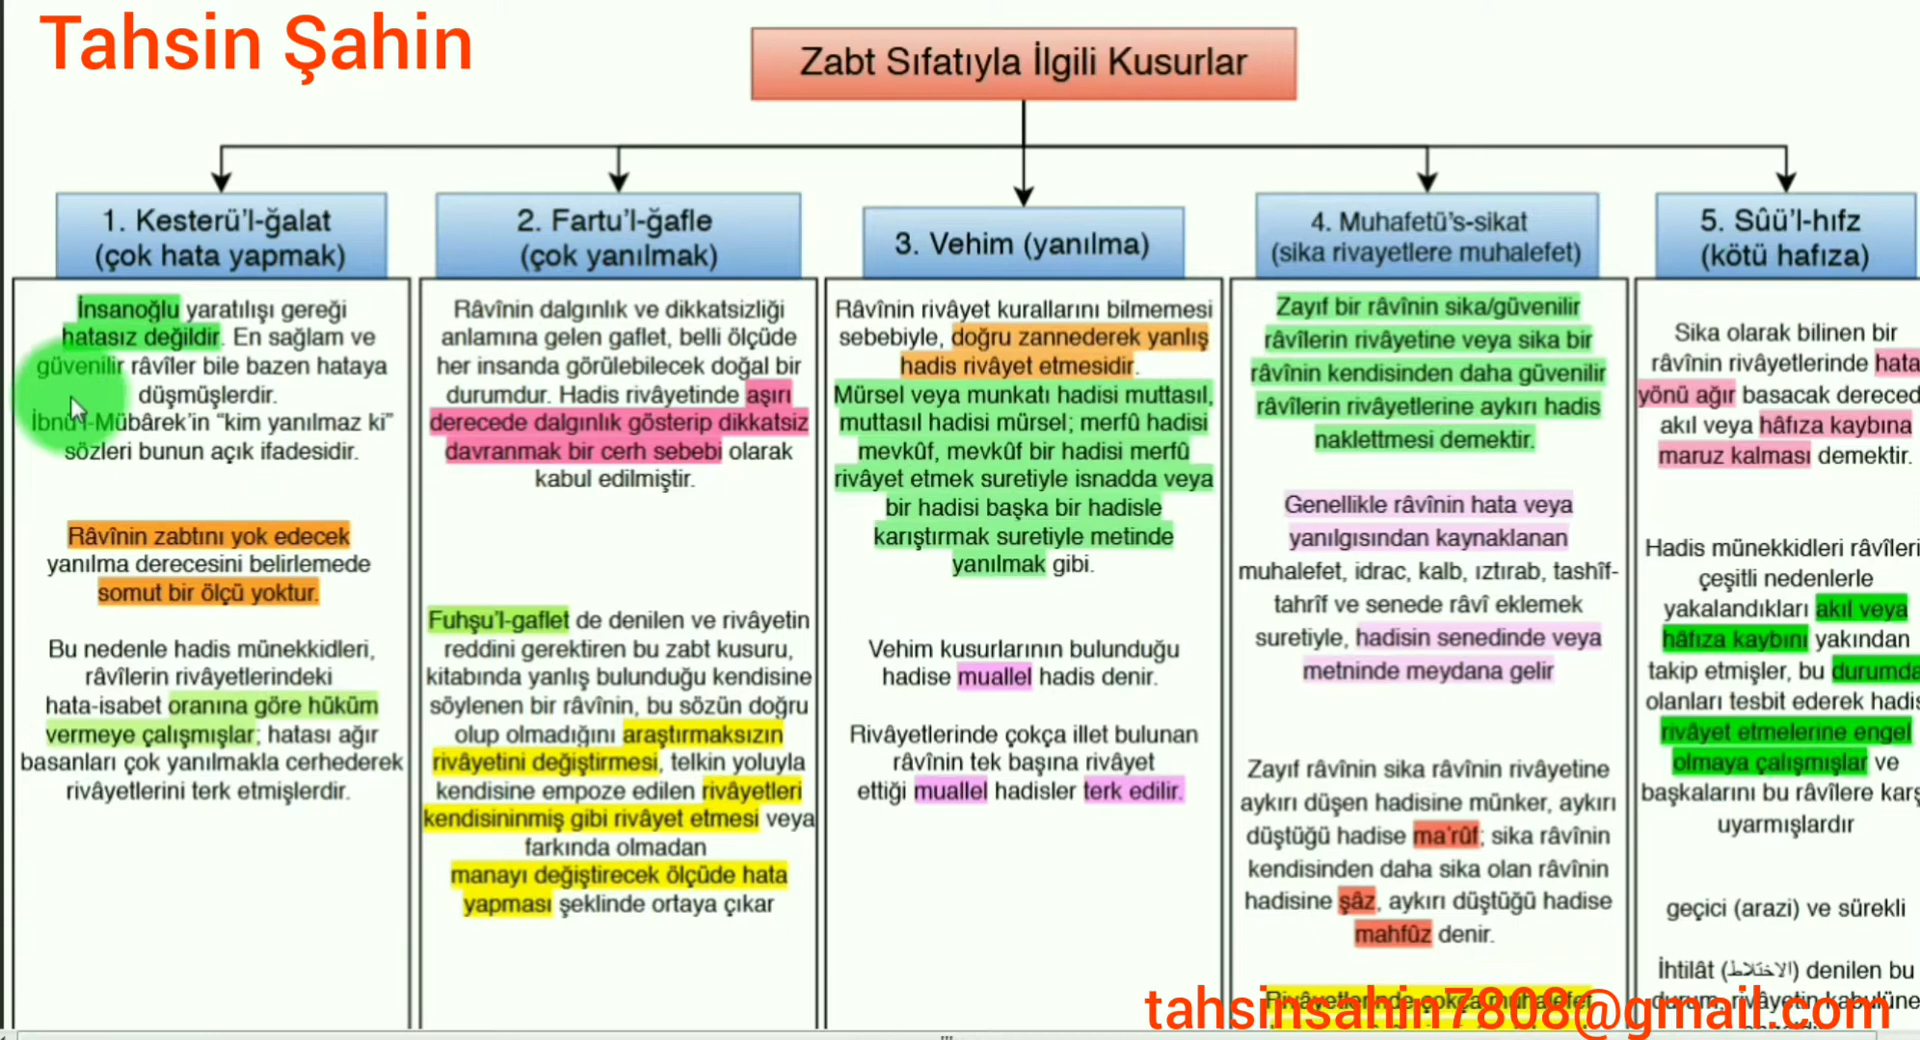 Tahsin Şahin
Zabt Sıfatıyla İlgili Kusurlar
1. Kesterü'l-ğalat
(çok hata yapmak)
İnsanoğlu yaratılışı gereği
hatasız değildir. En sağlam ve
güvenilir râvîler bile bazen hataya
düşmüşlerdir.
İbnü'l-Mübârek'in “kim yanılmaz ki”
sözleri bunun açık ifadesidir.
Râvînin zabtını yok edecek
yanılma derecesini belirlemede
somut bir ölçü yoktur.
Bu nedenle hadis münekkidleri,
râvîlerin rivâyetlerindeki
hata-isabet oranına göre hüküm
vermeye çalışmışlar; hatası ağır
basanları çok yanılmakla cerhederek
rivâyetlerini terk etmişlerdir.
2. Fartu'l-ğafle
(çok yanılmak)
Râvînin dalgınlık ve dikkatsizliği
anlamına gelen gaflet, belli ölçüde
her insanda görülebilecek doğal bir
durumdur. Hadis rivâyetinde aşırı
derecede dalgınlık gösterip dikkatsiz
davranmak bir cerh sebebi olarak
kabul edilmiştir.
Fuhşu'l-gaflet de denilen ve rivâyetin
reddini gerektiren bu zabt kusuru,
kitabında yanlış bulunduğu kendisine
söylenen bir râvînin, bu sözün doğru
olup olmadığını araştırmaksızın
rivâyetini değiştirmesi, telkin yoluyla
kendisine empoze edilen rivâyetleri
kendisininmiş gibi rivâyet etmesi veya
farkında olmadan
manayı değiştirecek ölçüde hata
yapması şeklinde ortaya çıkar
3. Vehim (yanılma)
Râvînin rivâyet kurallarını bilmemesi
sebebiyle, doğru zannederek yanlış
hadis rivâyet etmesidir.
Mürsel veya munkatı hadisi muttasıl,
muttasıl hadisi mürsel; merfû hadisi
mevkûf, mevkûf bir hadisi merfû
rivâyet etmek suretiyle isnadda veya
bir hadisi başka bir hadisle
karıştırmak suretiyle metinde
yanılmak gibi.
Vehim kusurlarının bulunduğu
hadise muallel hadis denir.
Rivâyetlerinde çokça illet bulunan
râvînin tek başına rivâyet
ettiği muallel hadisler terk edilir.
4. Muhafetü's-sikat
(sika rivayetlere muhalefet)
Zayıf bir râvînin sika/güvenilir
râvîlerin rivâyetine veya sika bir
râvînin kendisinden daha güvenilir
râvîlerin rivâyetlerine aykırı hadis
naklettmesi demektir.
Genellikle râvînin hata veya
yanılgısından kaynaklanan
muhalefet, idrac, kalb, ıztırab, tashîf-
tahrîf ve senede râvî eklemek
suretiyle, hadisin senedinde veya
metninde meydana gelir
Zayıf râvînin sika râvînin rivâyetine
aykırı düşen hadisine münker, aykırı
düştüğü hadise ma'rûf; sika râvînin
kendisinden daha sika olan râvînin
hadisine şâz, aykırı düştüğü hadise
mahfûz denir.
Rivâyetlerinde çokça muhalefet
5. Sûü'l-hıfz
(kötü hafıza)
Sika olarak bilinen bir
râvînin rivâyetlerinde hata
yönü ağır basacak dereced
akıl veya hâfıza kaybına
maruz kalması demektir.
Hadis münekkidleri râvîleri
çeşitli nedenlerle
yakalandıkları akıl veya
hâfıza kaybını yakından
takip etmişler, bu durumda
olanları tesbit ederek hadis
rivâyet etmelerine engel
olmaya çalışmışlar ve
başkalarını bu râvîlere karş
uyarmışlardır
geçici (arazi) ve sürekli
İhtilât (الاختلاط) denilen bu
durum, rivâyetin kabulüne
tahsinsahin7808@gmail.com